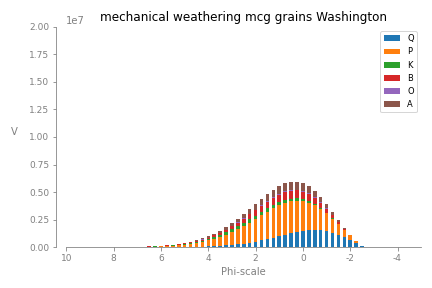 mechanical weathering mcg grains Washington
1e7
2.00
1.75
1.50
1.25
1.00
0.75
0.50
0.25
0.00
V
10 8 6 4 2 0 -2 -4
Phi-scale
Q
P
K
B
O
A